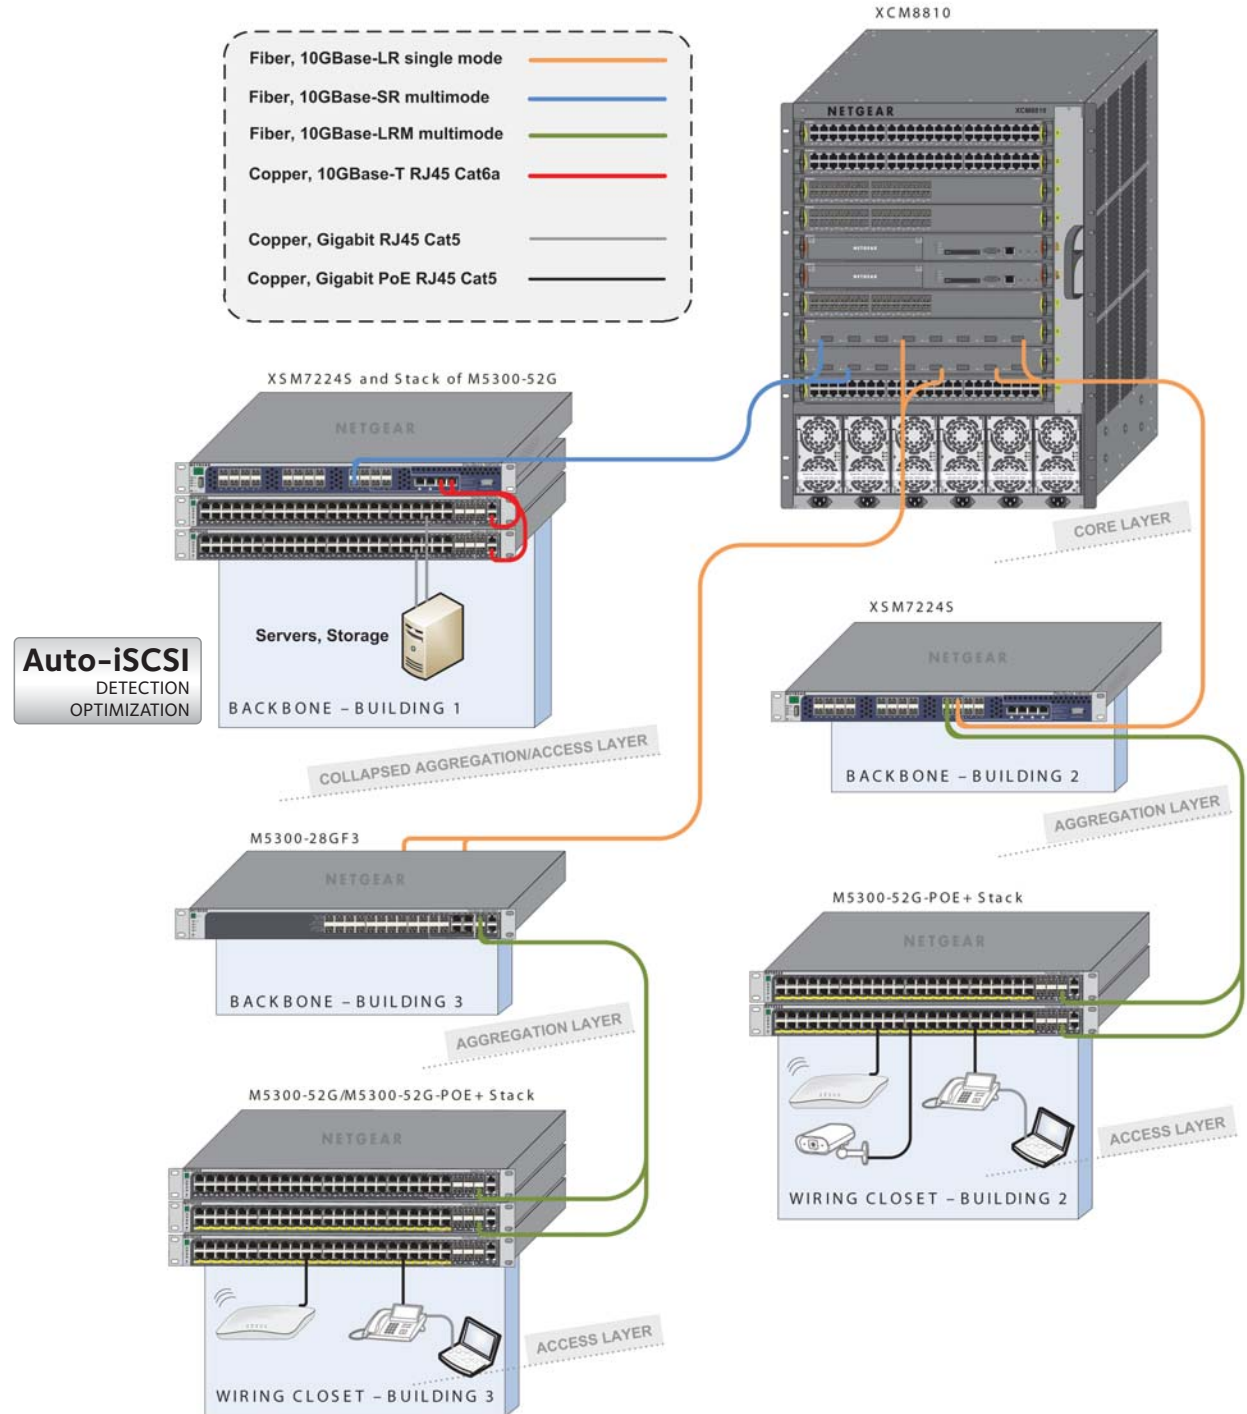 XCM8810
Fiber, 10GBase-LR single mode
Fiber, 10GBase-SR multimode
Fiber, 10GBase-LRM multimode
Copper, 10GBase-T RJ45 Cat6a
Copper, Gigabit RJ45 Cat5
Copper, Gigabit PoE RJ45 Cat5
NETGEAR
XCM8810
NETGEAR
NETGEAR
XSM7224S and Stack of M5300-52G
NETGEAR
CORE LAYER
Servers, Storage
BACKBONE – BUILDING 1
Auto-iSCSI
DETECTION
OPTIMIZATION
XSM7224S
NETGEAR
BACKBONE – BUILDING 2
COLLAPSED AGGREGATION/ACCESS LAYER
AGGREGATION LAYER
M5300-28GF3
NETGEAR
BACKBONE – BUILDING 3
AGGREGATION LAYER
M5300-52G-POE+ Stack
NETGEAR
WIRING CLOSET – BUILDING 2
ACCESS LAYER
M5300-52G/M5300-52G-POE+ Stack
NETGEAR
WIRING CLOSET – BUILDING 3
ACCESS LAYER